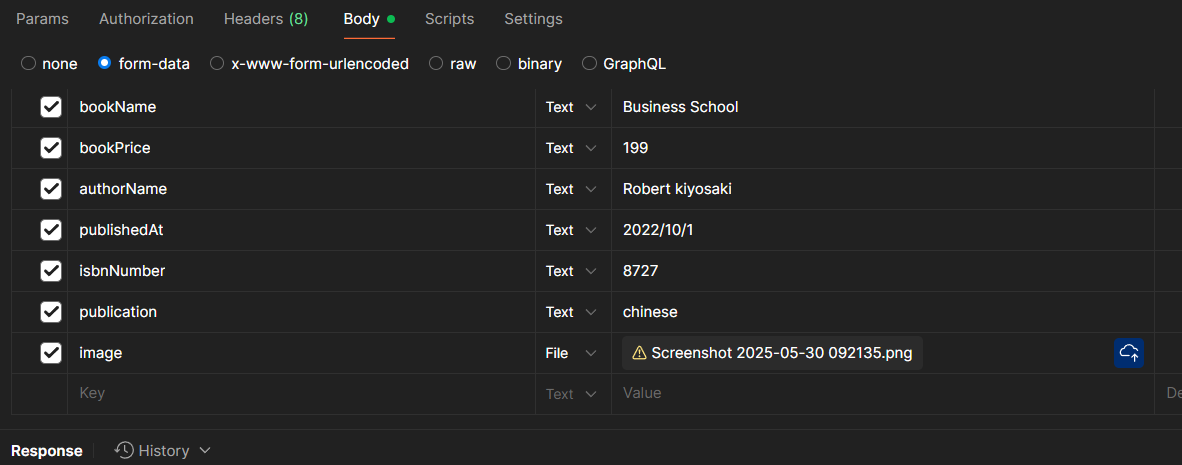 Params Authorization Headers (8) Body Scripts Settings
none form-data x-www-form-urlencoded raw binary GraphQL
bookName Text Business School
bookPrice Text 199
authorName Text Robert kiyosaki
publishedAt Text 2022/10/1
isbnNumber Text 8727
publication Text chinese
image File Screenshot 2025-05-30 092135.png
Key Text Value De
Response History